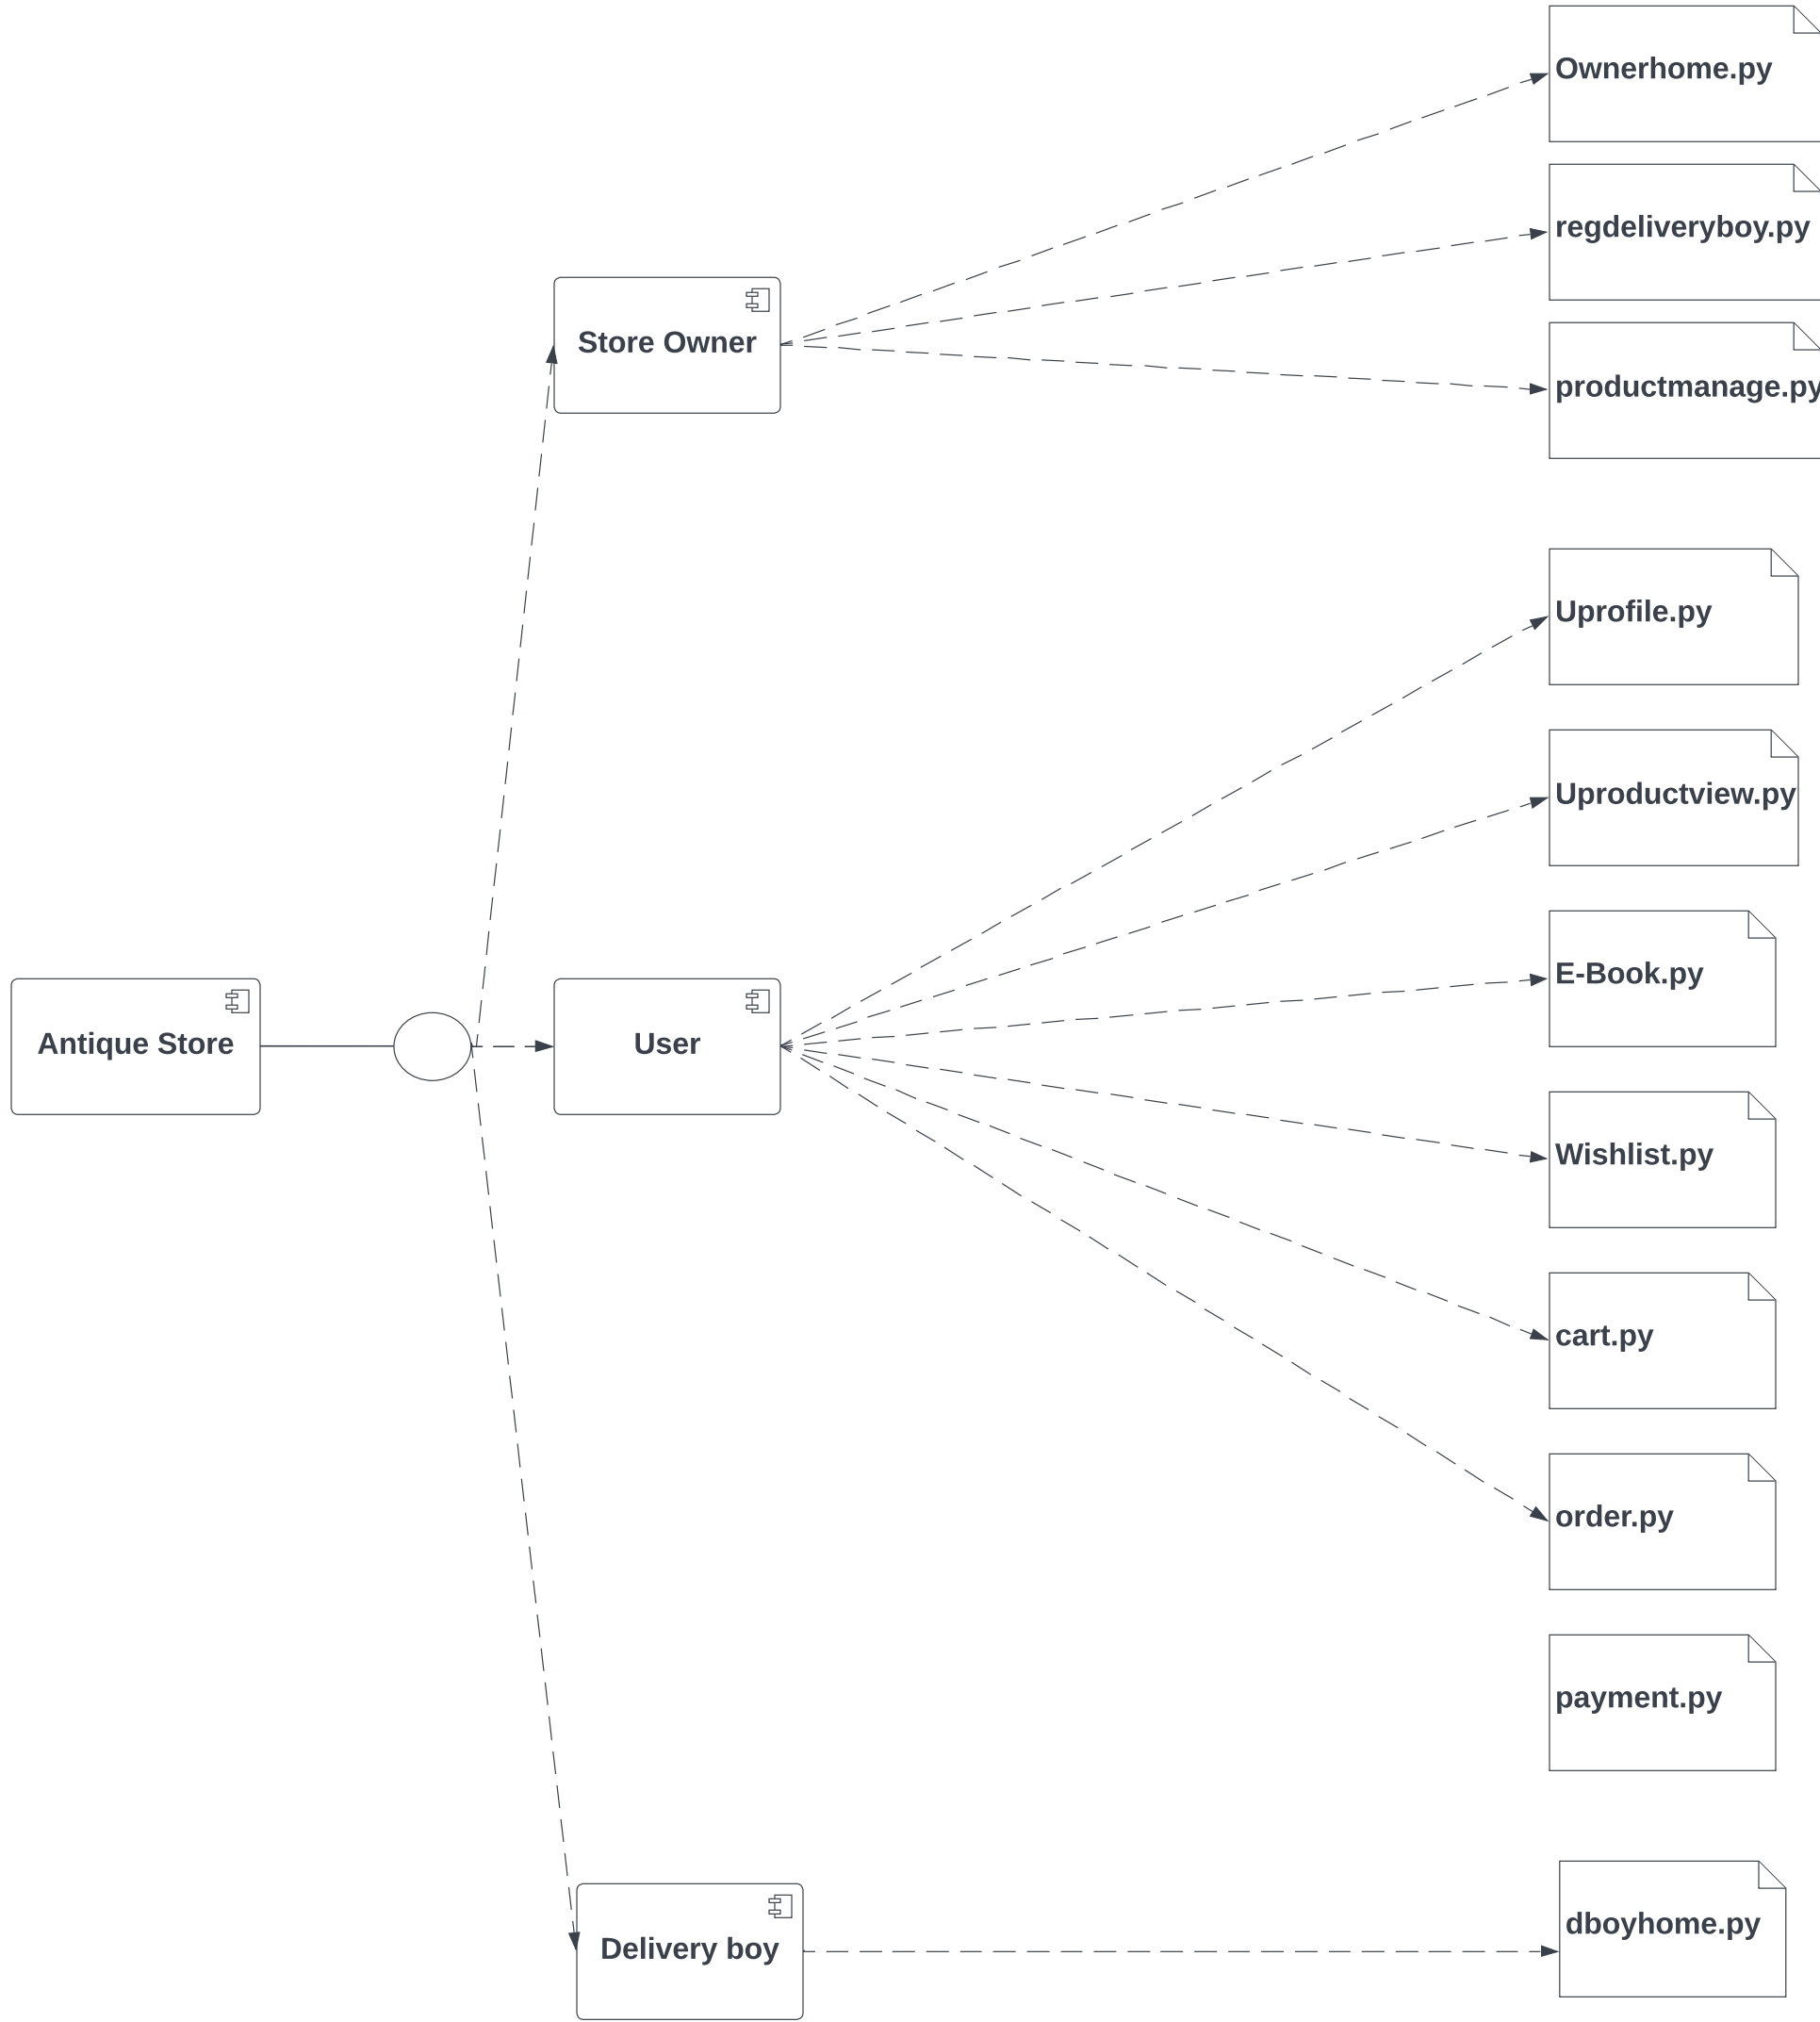 Ownerhome.py
regdeliveryboy.py
Store Owner
productmanage.py
Uprofile.py
Uproductview.py
E-Book.py
Antique Store
User
Wishlist.py
cart.py
order.py
payment.py
dboyhome.py
Delivery boy